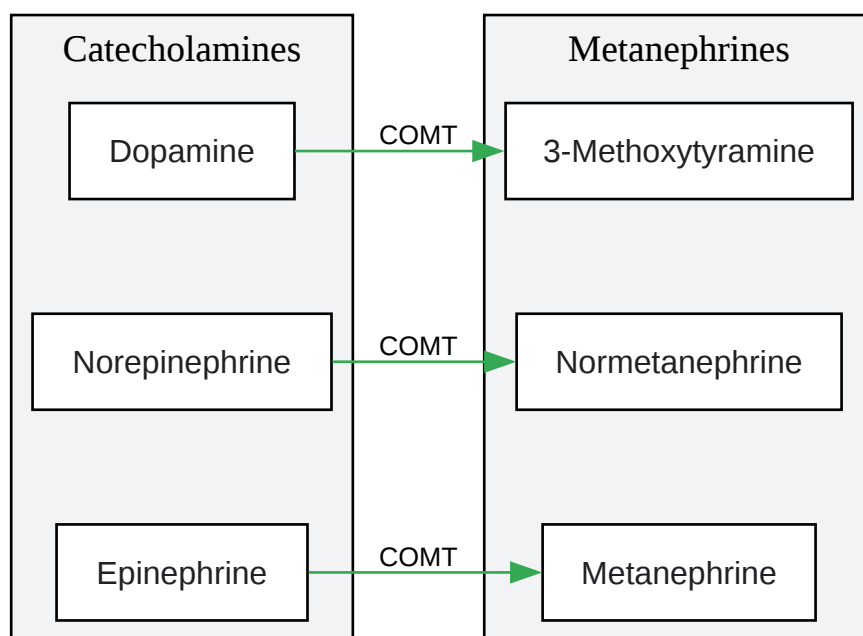 Catecholamines
Metanephrines
Dopamine
COMT
3-Methoxytyramine
Norepinephrine
COMT
Normetanephrine
Epinephrine
COMT
Metanephrine